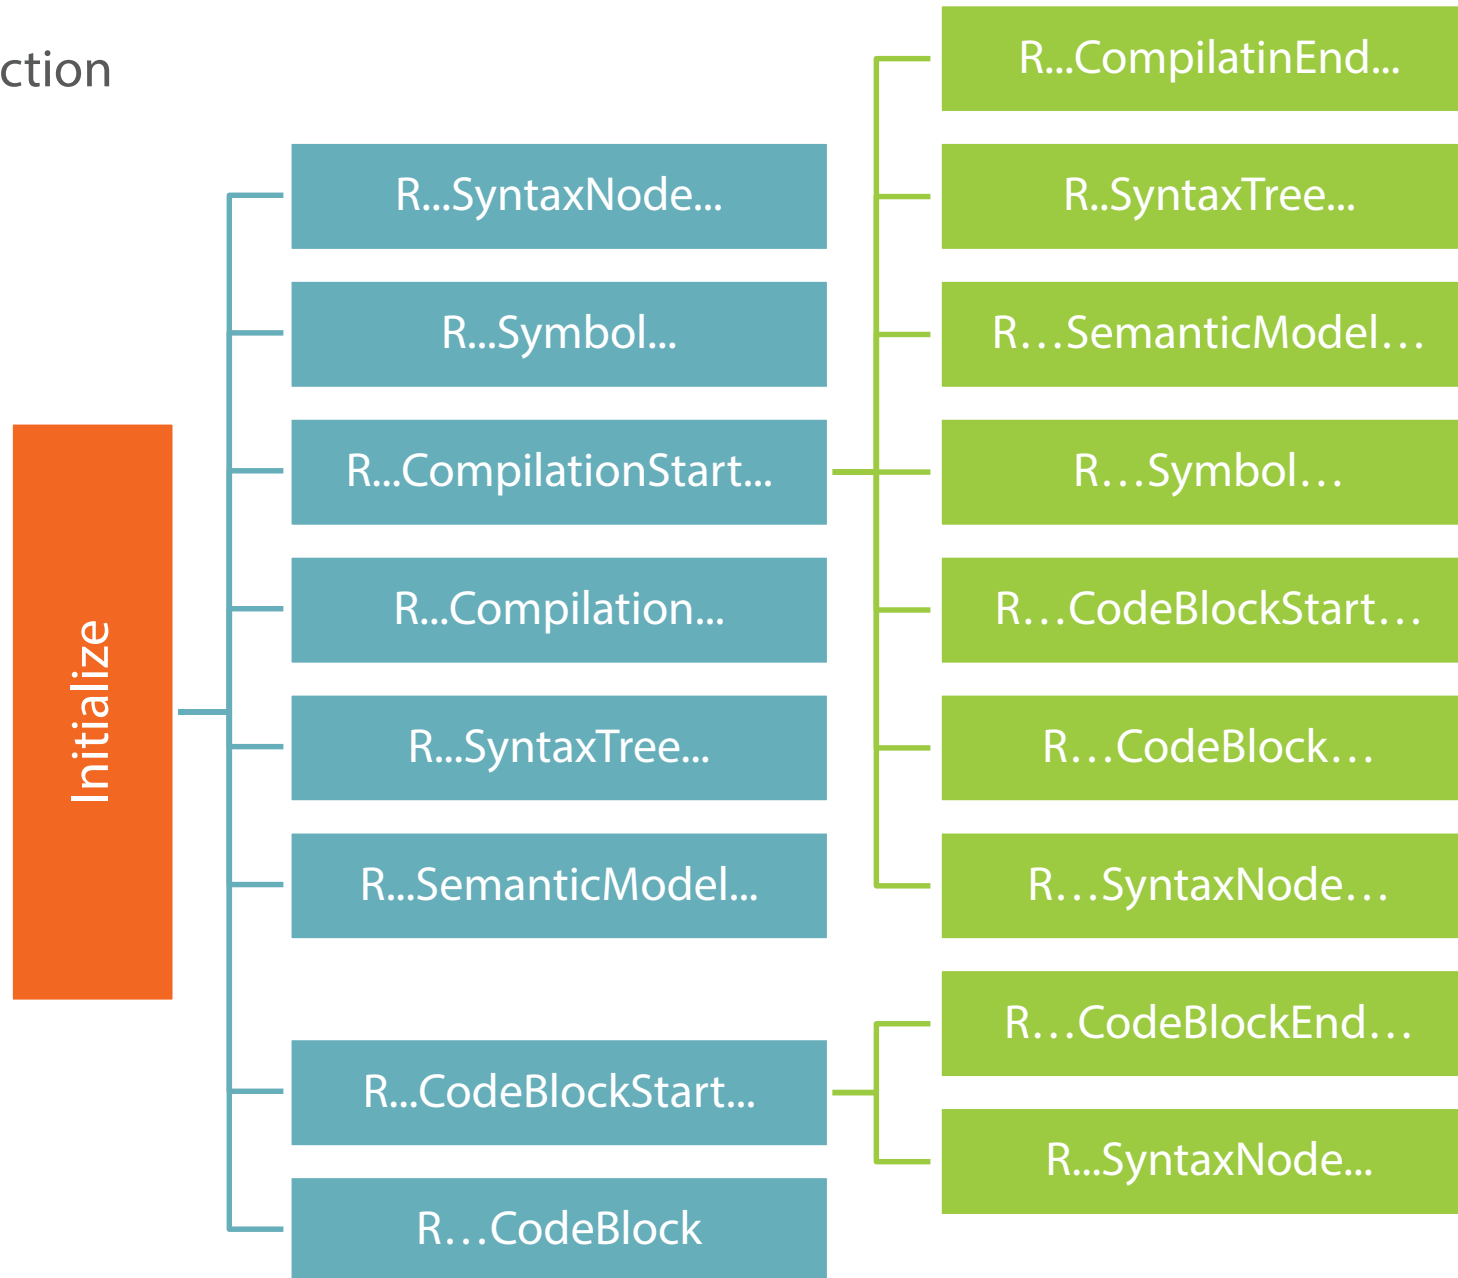 ction
Initialize
R...SyntaxNode...
R...Symbol...
R...CompilationStart...
R...Compilation...
R...SyntaxTree...
R...SemanticModel...
R...CodeBlockStart...
R…CodeBlock
R...CompilatinEnd...
R..SyntaxTree...
R…SemanticModel…
R…Symbol…
R…CodeBlockStart…
R…CodeBlock…
R…SyntaxNode…
R…CodeBlockEnd…
R...SyntaxNode...